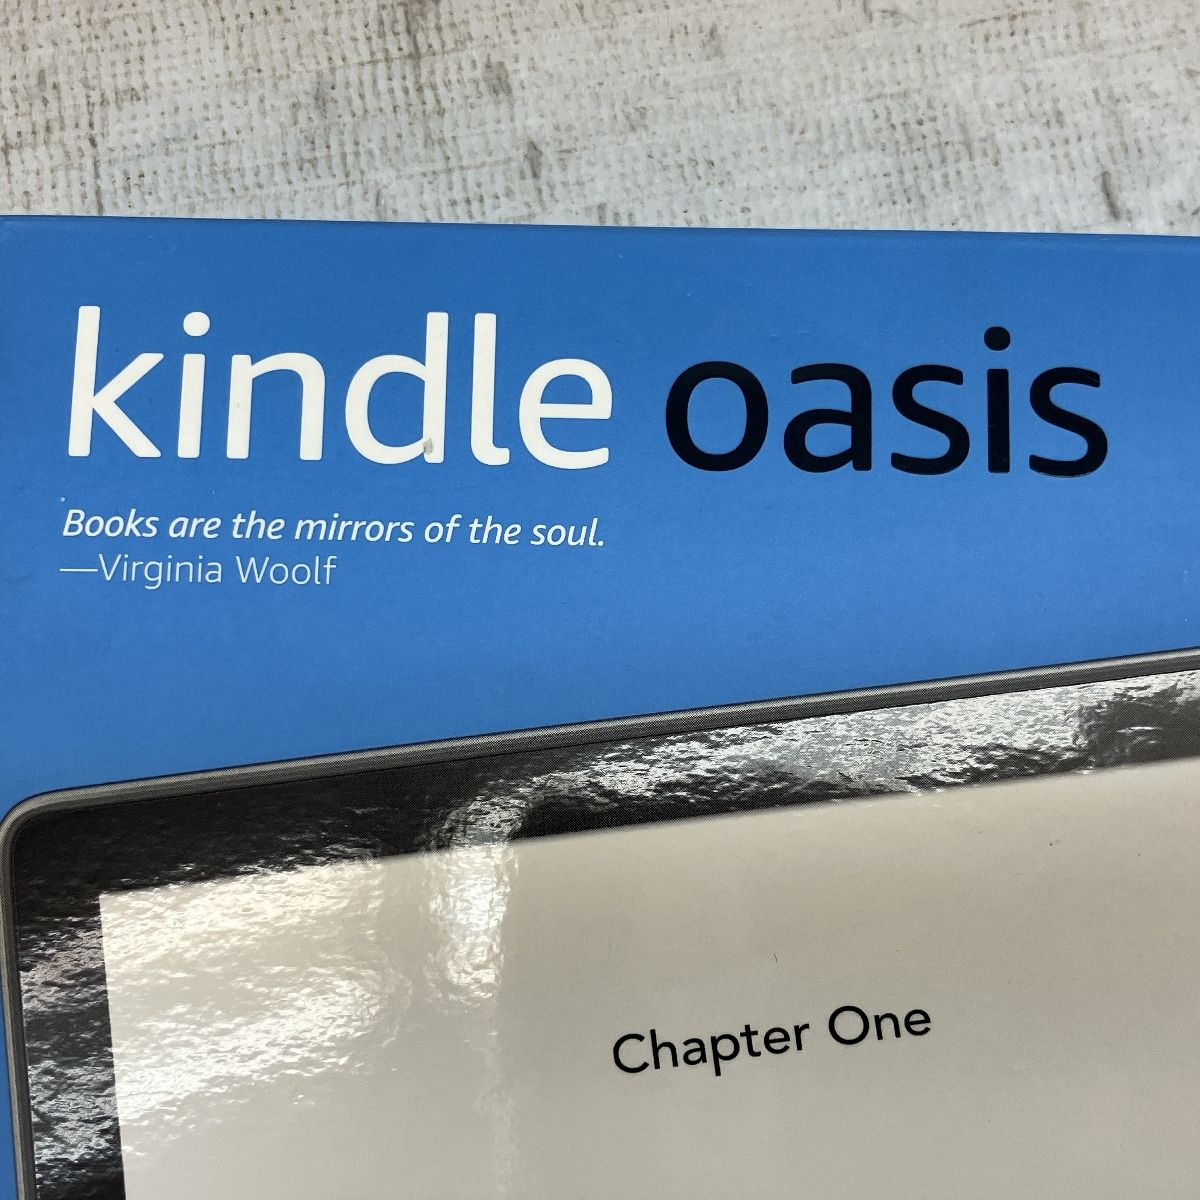 kindle oasis
Books are the mirrors of the soul.
—Virginia Woolf
Chapter One